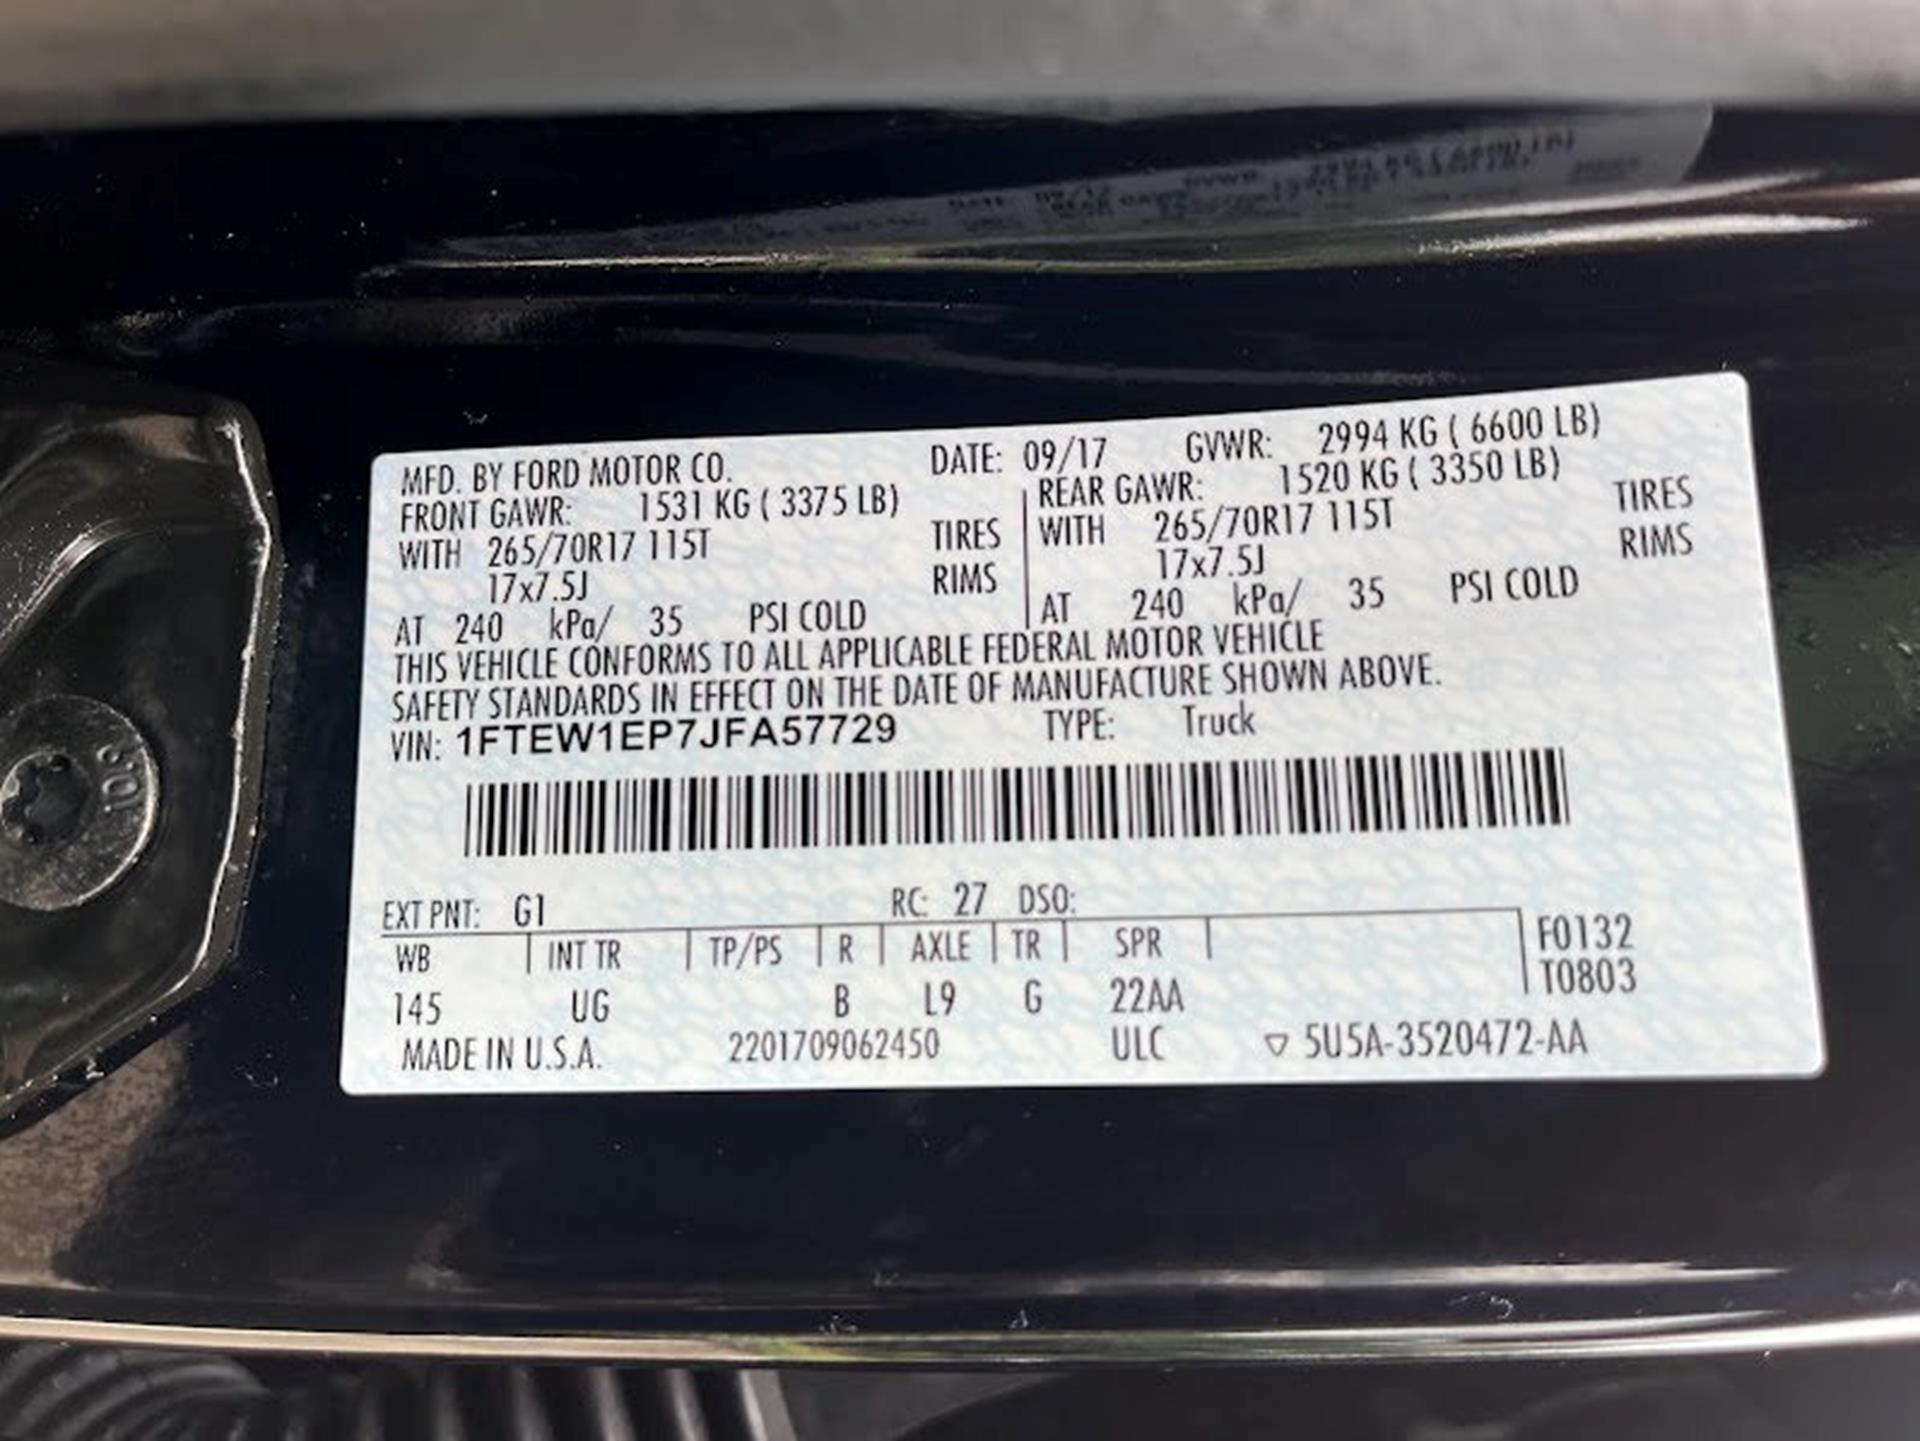 MFD. BY FORD MOTOR CO. DATE: 09/17 GVWR: 2994 KG ( 6600 LB)
FRONT GAWR: 1531 KG ( 3375 LB) REAR GAWR: 1520 KG ( 3350 LB)
WITH 265/70R17 115T TIRES WITH 265/70R17 115T TIRES
17x7.5J RIMS 17x7.5J RIMS
AT 240 kPa/ 35 PSI COLD AT 240 kPa/ 35 PSI COLD
THIS VEHICLE CONFORMS TO ALL APPLICABLE FEDERAL MOTOR VEHICLE
SAFETY STANDARDS IN EFFECT ON THE DATE OF MANUFACTURE SHOWN ABOVE.
VIN: 1FTEW1EP7JFA57729 TYPE: Truck
EXT PNT: G1 RC: 27 DSO:
WB INT TR TP/PS R AXLE TR SPR F0132
T0803
145 UG B L9 G 22AA
MADE IN U.S.A. 2201709062450 ULC ▽ 5U5A-3520472-AA
10.9